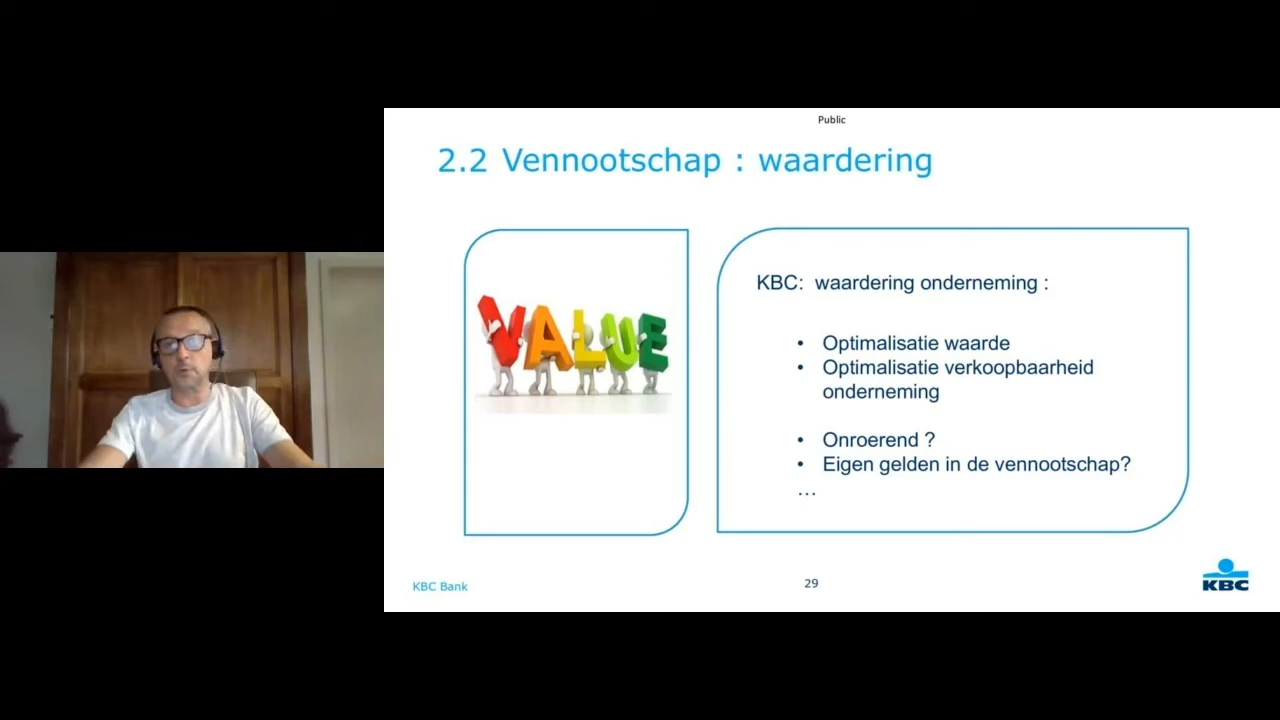 Public
2.2 Vennootschap : waardering
VALUE
KBC: waardering onderneming :
• Optimalisatie waarde
• Optimalisatie verkoopbaarheid
onderneming
• Onroerend ?
• Eigen gelden in de vennootschap?
...
KBC Bank
29
KBC